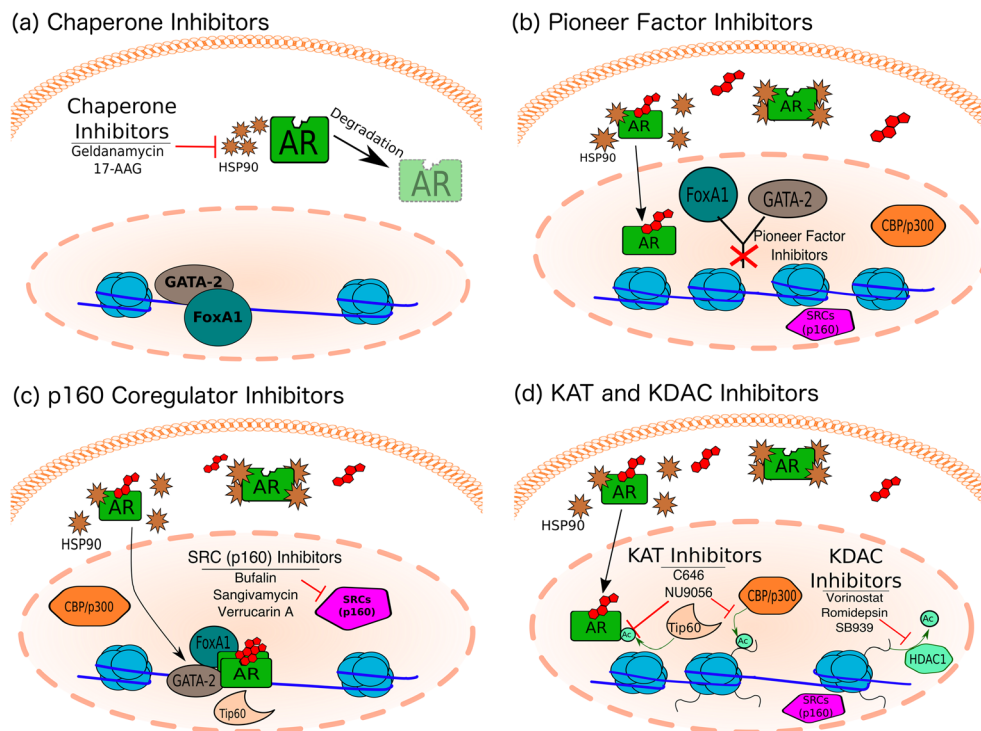 (a) Chaperone Inhibitors
Chaperone
Inhibitors
Geldanamycin
17-AAG
HSP90
AR
Degradation
AR
GATA-2
FoxA1
(b) Pioneer Factor Inhibitors
HSP90
AR
AR
AR
FoxA1
GATA-2
CBP/p300
Pioneer Factor
Inhibitors
SRCs
(p160)
(c) p160 Coregulator Inhibitors
AR
AR
HSP90
SRC (p160) Inhibitors
Bufalin
Sangivamycin
Verrucarin A
SRCs
(p160)
CBP/p300
FoxA1
GATA-2
AR
Tip60
(d) KAT and KDAC Inhibitors
AR
AR
HSP90
KAT Inhibitors
C646
NU9056
CBP/p300
KDAC
Inhibitors
Vorinostat
Romidepsin
SB939
AR
Ac
Tip60
Ac
Ac
HDAC1
SRCs
(p160)